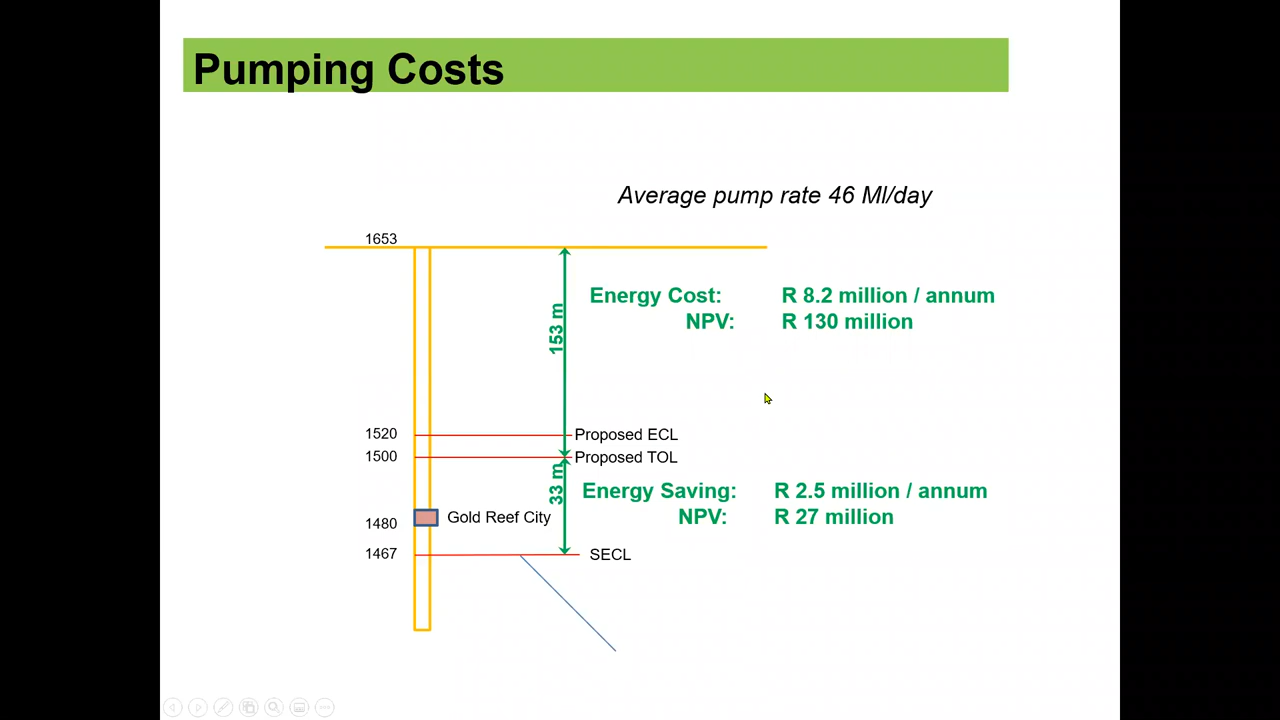 Pumping Costs
Average pump rate 46 Ml/day
1653
153 m
Energy Cost: R 8.2 million / annum
NPV: R 130 million
1520 Proposed ECL
1500 Proposed TOL
33 m
Energy Saving: R 2.5 million / annum
NPV: R 27 million
1480 Gold Reef City
1467 SECL